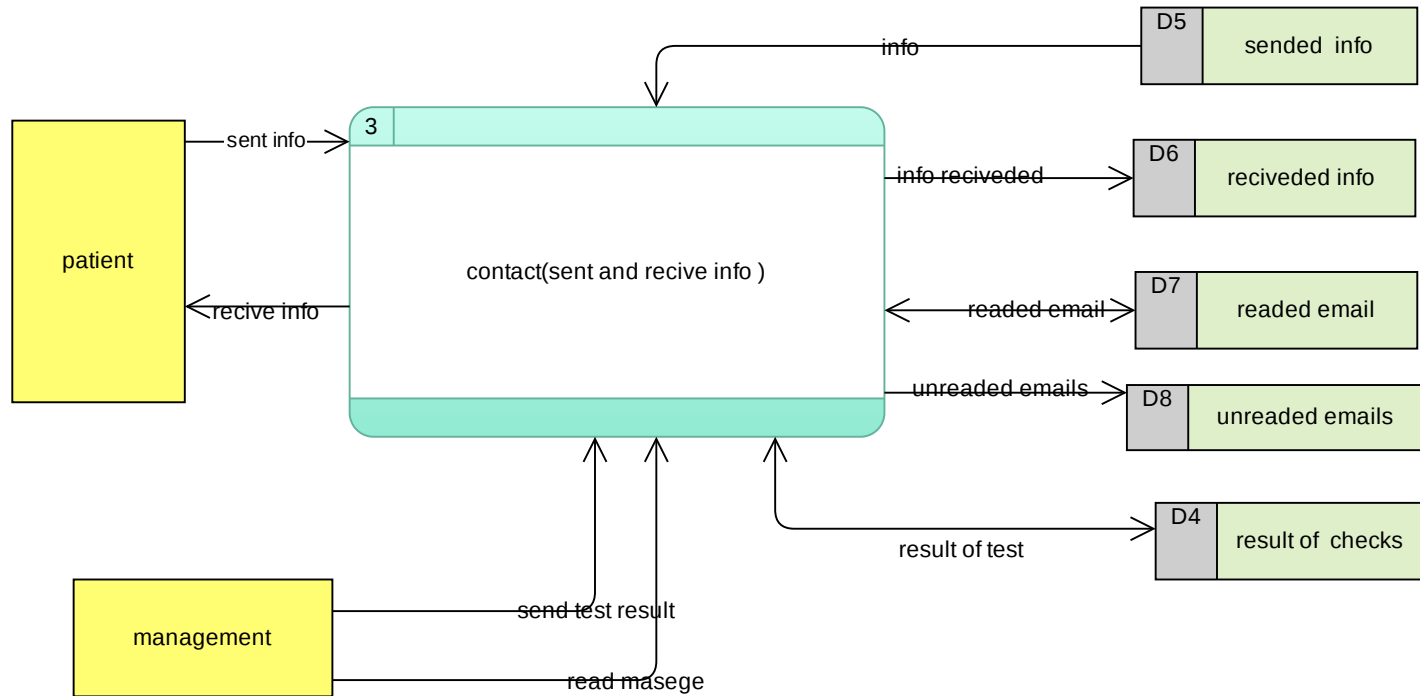 D5
sended info
info
3
sent info
D6
info reciveded
reciveded info
patient
contact(sent and recive info )
D7
readed email
readed email
recive info
D8
unreaded emails
unreaded emails
D4
result of checks
result of test
send test result
management
read masege